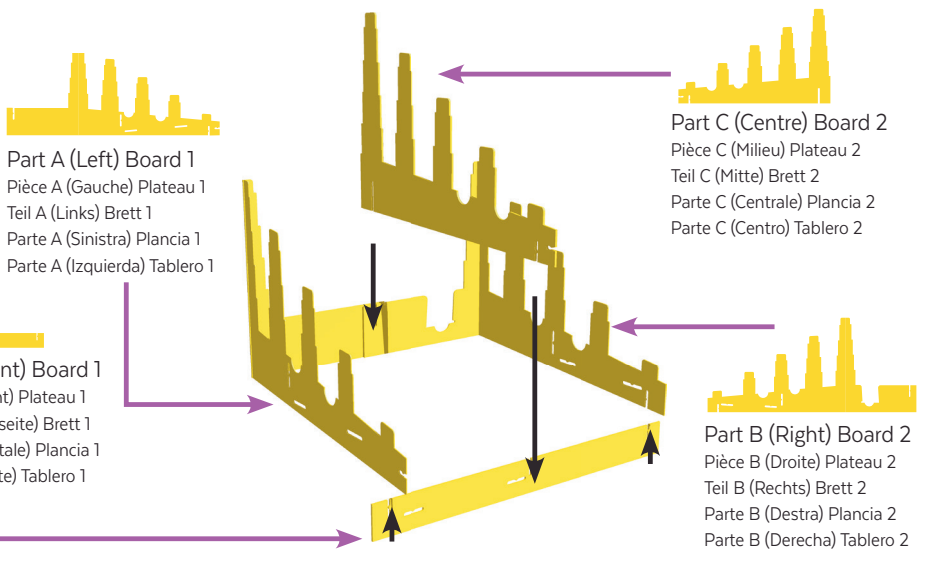 Part A (Left) Board 1
Pièce A (Gauche) Plateau 1
Teil A (Links) Brett 1
Parte A (Sinistra) Plancia 1
Parte A (Izquierda) Tablero 1
Part C (Centre) Board 2
Pièce C (Milieu) Plateau 2
Teil C (Mitte) Brett 2
Parte C (Centrale) Plancia 2
Parte C (Centro) Tablero 2
nt) Board 1
t) Plateau 1
seite) Brett 1
tale) Plancia 1
te) Tablero 1
Part B (Right) Board 2
Pièce B (Droite) Plateau 2
Teil B (Rechts) Brett 2
Parte B (Destra) Plancia 2
Parte B (Derecha) Tablero 2